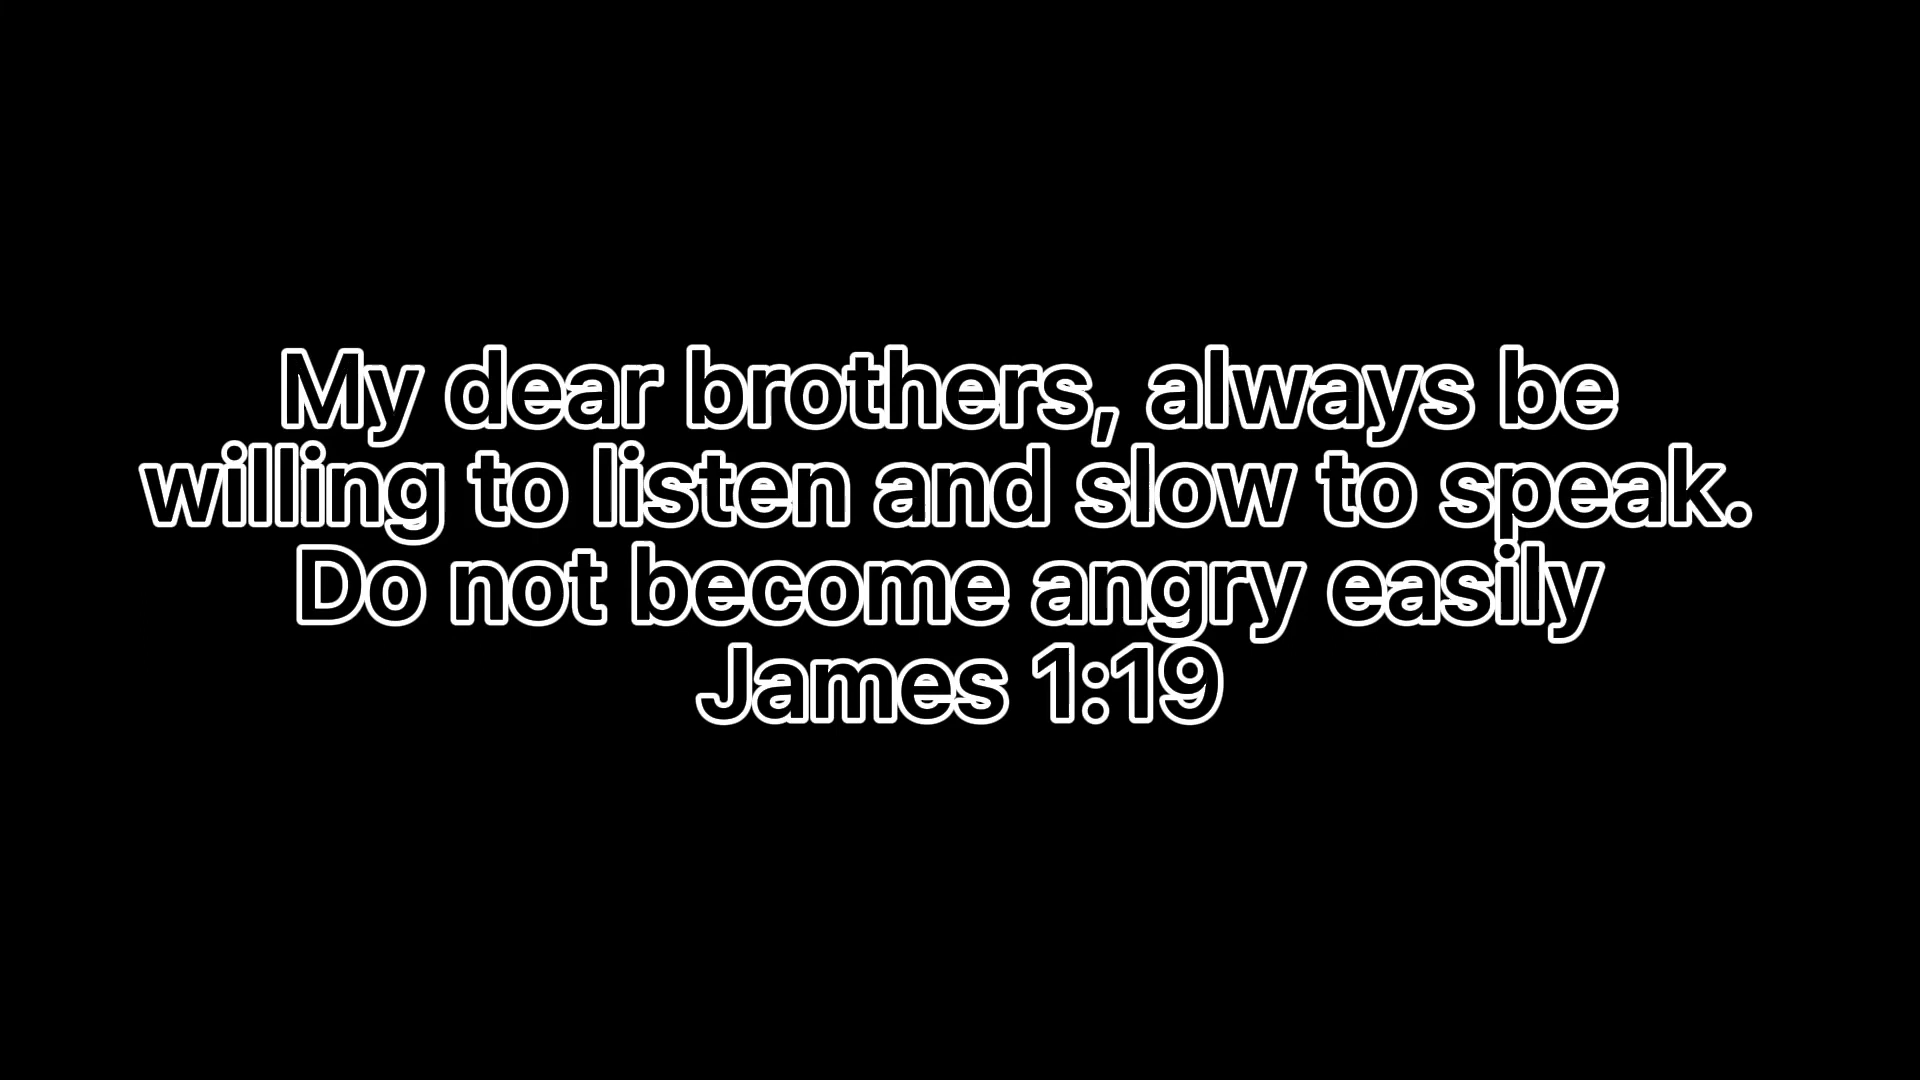 My dear brothers, always be
willing to listen and slow to speak.
Do not become angry easily
James 1:19